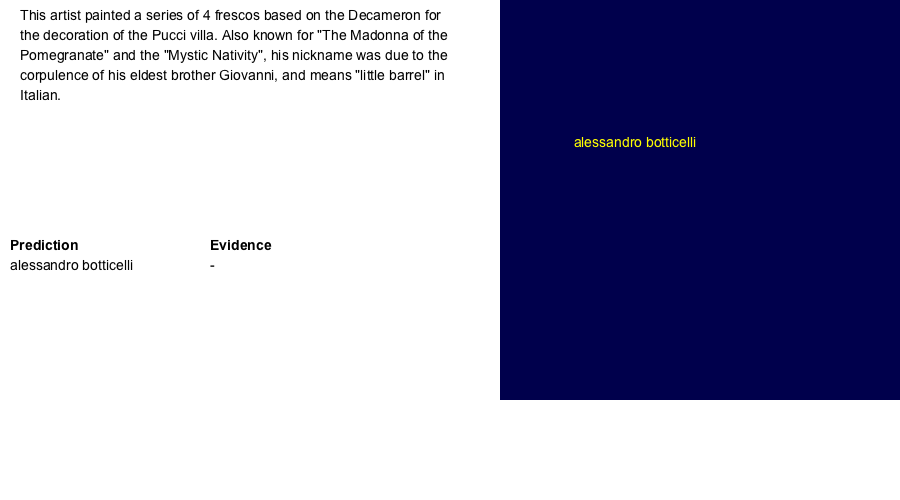 This artist painted a series of 4 frescos based on the Decameron for
the decoration of the Pucci villa. Also known for "The Madonna of the
Pomegranate" and the "Mystic Nativity", his nickname was due to the
corpulence of his eldest brother Giovanni, and means "little barrel" in
Italian.
alessandro botticelli
Prediction Evidence
alessandro botticelli -